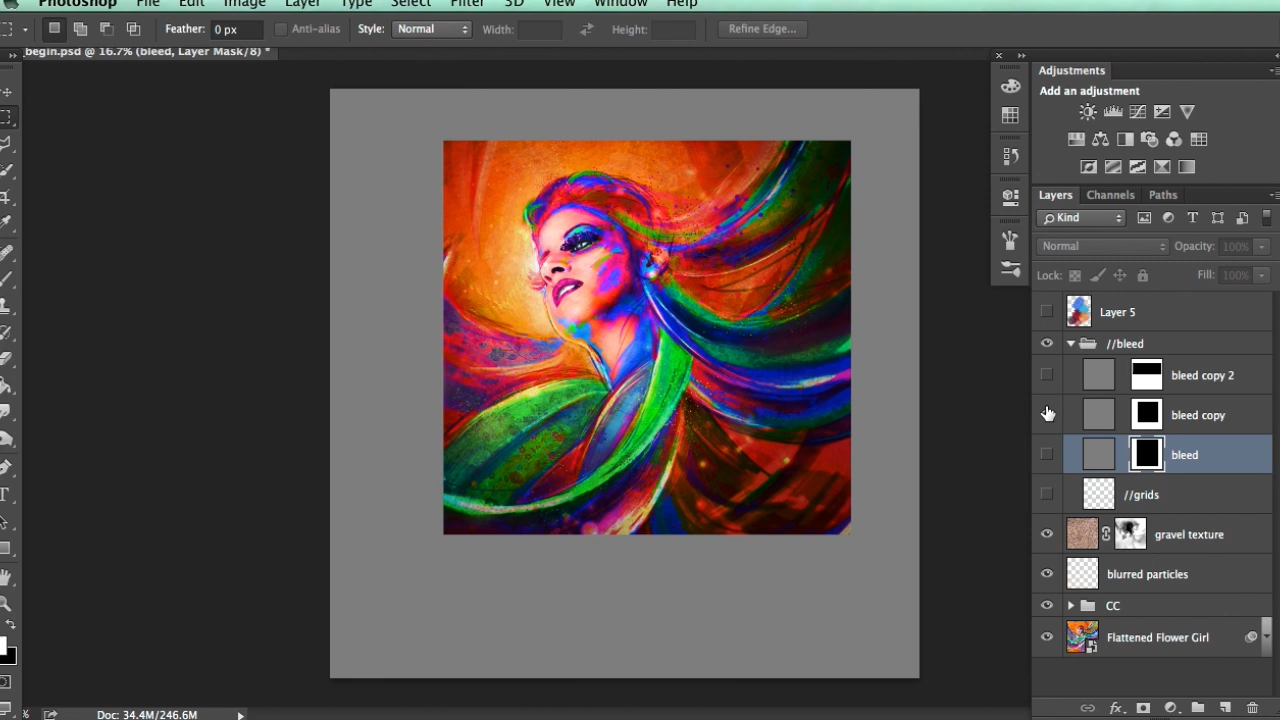 Photoshop File Edit Image Layer Type Select Filter 3D View Window Help
Feather: 0 px Anti-alias Style: Normal Width: Height: Refine Edge...
_begin.psd @ 16.7% (bleed, Layer Mask/8) *
Adjustments
Add an adjustment
Layers Channels Paths
Kind
Normal Opacity: 100%
Lock: Fill: 100%
Layer 5
//bleed
bleed copy 2
bleed copy
bleed
//grids
gravel texture
blurred particles
CC
Flattened Flower Girl
% Doc: 34.4M/246.6M
fx